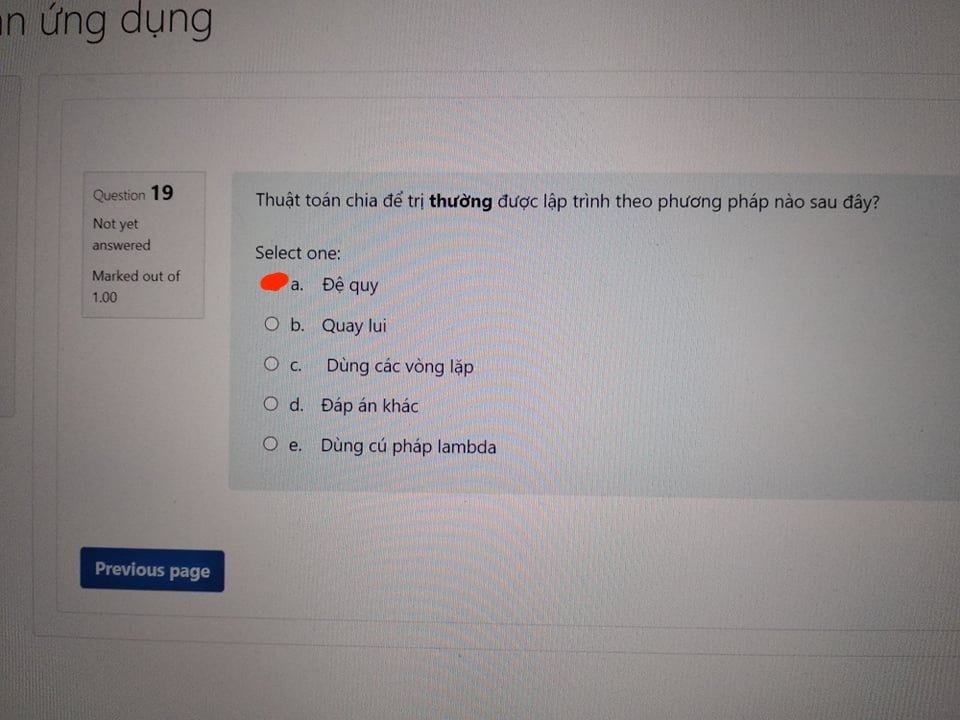 ứng dụng
Question 19
Not yet
answered
Marked out of
1.00
Thuật toán chia để trị thường được lập trình theo phương pháp nào sau đây?
Select one:
a. Đệ quy
b. Quay lui
c. Dùng các vòng lặp
d. Đáp án khác
e. Dùng cú pháp lambda
Previous page